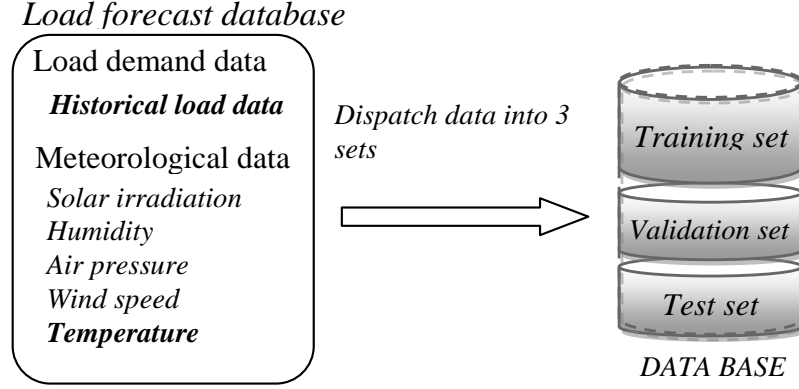 Load forecast database
Load demand data
Historical load data
Meteorological data
Solar irradiation
Humidity
Air pressure
Wind speed
Temperature
Dispatch data into 3
sets
Training set
Validation set
Test set
DATA BASE